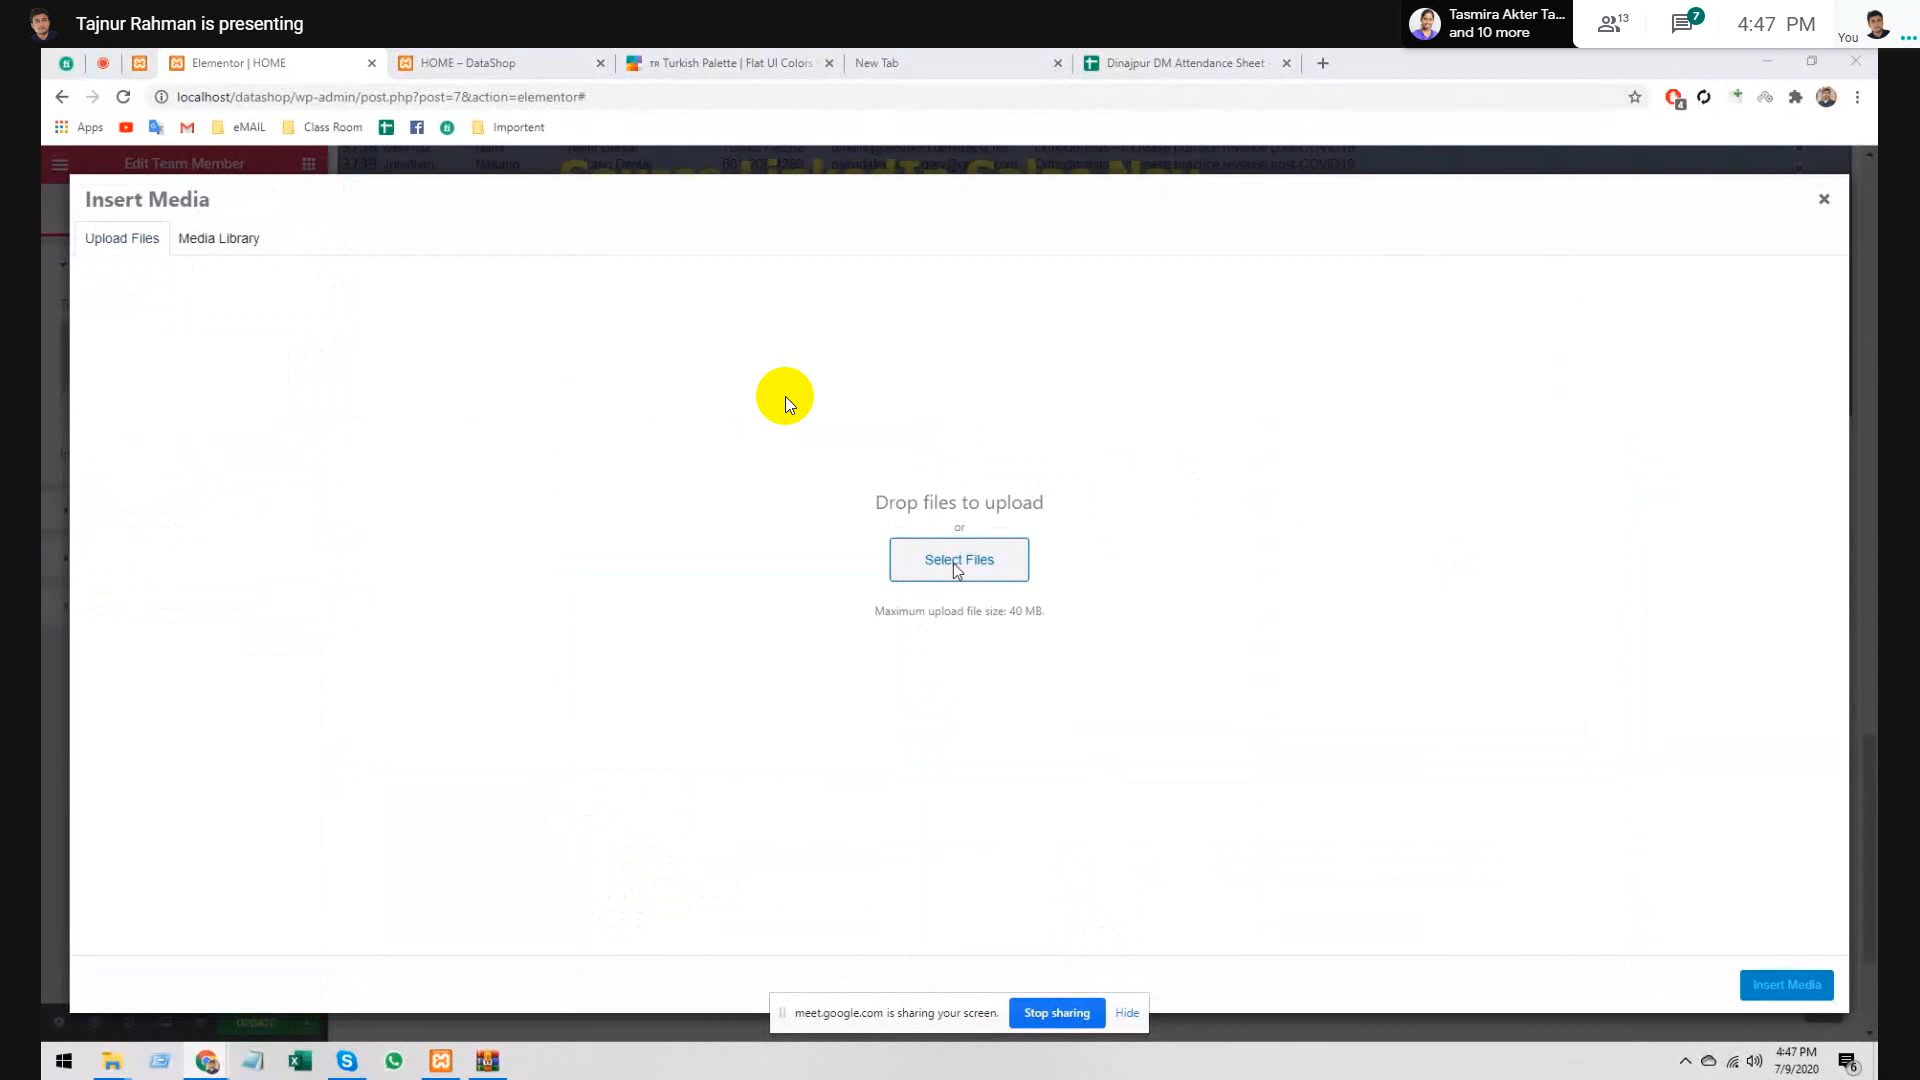 Tajnur Rahman is presenting
Tasmira Akter Ta...
and 10 more
13
7
4:47 PM
You
Elementor | HOME
HOME – DataShop
TR Turkish Palette | Flat UI Colors
New Tab
Dinajpur DM Attendance Sheet
localhost/datashop/wp-admin/post.php?post=7&action=elementor#
4
Apps
eMAIL
Class Room
Importent
Edit Team Member
Insert Media
Upload Files
Media Library
Drop files to upload
or
Select Files
Maximum upload file size: 40 MB.
Insert Media
meet.google.com is sharing your screen.
Stop sharing
Hide
UPDATE
4:47 PM
7/9/2020
6